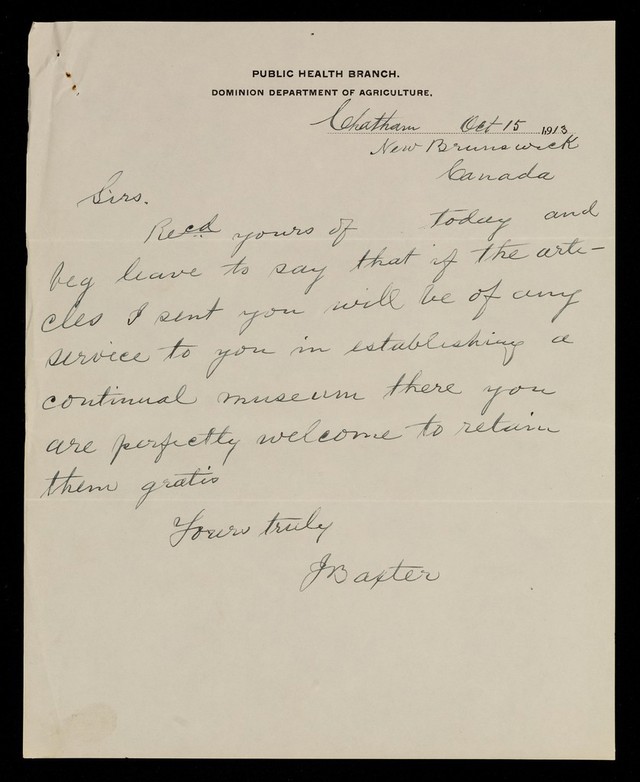 PUBLIC HEALTH BRANCH.
DOMINION DEPARTMENT OF AGRICULTURE,
Chatham Oct 15 1913
New Brunswick
Canada
Sirs.
Recd yours of today and
beg leave to say that if the arti-
cles I sent you will be of any
service to you in establishing a
continual museum there you
are perfectly welcome to retain
them gratis
Yours truly
J Baxter